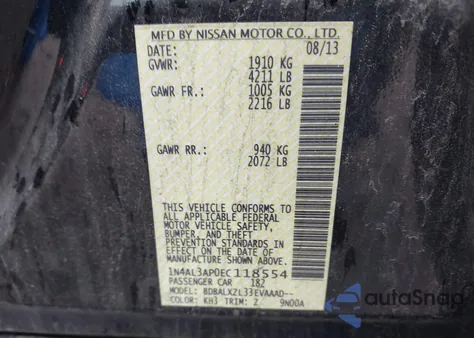 MFD BY NISSAN MOTOR CO., LTD.
DATE: 08/13
GVWR: 1910 KG
4211 LB
GAWR FR.: 1005 KG
2216 LB
GAWR RR.: 940 KG
2072 LB
THIS VEHICLE CONFORMS TO
ALL APPLICABLE FEDERAL
MOTOR VEHICLE SAFETY,
BUMPER, AND THEFT
PREVENTION STANDARDS IN
EFFECT ON THE DATE OF
MANUFACTURE SHOWN ABOVE.
1N4AL3AP0EC118554
PASSENGER CAR 182
MODEL: BDBALXZL33EVAAAD--
COLOR: KH3 TRIM: Z 9N00A
autoSnap